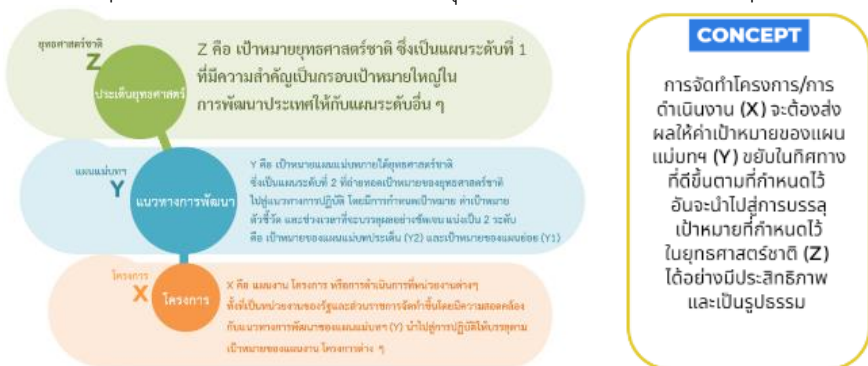 ยุทธศาสตร์ชาติ
Z
ประเด็นยุทธศาสตร์
Z คือ เป้าหมายยุทธศาสตร์ชาติ ซึ่งเป็นแผนระดับที่ 1
ที่มีความสำคัญเป็นกรอบเป้าหมายใหญ่ใน
การพัฒนาประเทศให้กับแผนระดับอื่น ๆ
แผนแม่บทฯ
Y
แนวทางการพัฒนา
Y คือ เป้าหมายแผนแม่บทภายใต้ยุทธศาสตร์ชาติ
ซึ่งเป็นแผนระดับที่ 2 ที่ถ่ายทอดเป้าหมายของยุทธศาสตร์ชาติ
ไปสู่แนวทางการปฏิบัติ โดยมีการกำหนดเป้าหมาย ค่าเป้าหมาย
ตัวชี้วัด และช่วงเวลาที่จะบรรลุผลอย่างชัดเจน แบ่งเป็น 2 ระดับ
คือ เป้าหมายของแผนแม่บทประเด็น (Y2) และเป้าหมายของแผนย่อย (Y1)
โครงการ
X
โครงการ
X คือ แผนงาน โครงการ หรือการดำเนินการที่หน่วยงานต่างๆ
ทั้งที่เป็นหน่วยงานของรัฐและส่วนราชการจัดทำขึ้นโดยมีความสอดคล้อง
กับแนวทางการพัฒนาของแผนแม่บทฯ (Y) นำไปสู่การปฏิบัติให้บรรลุตาม
เป้าหมายของแผนงาน โครงการต่าง ๆ
CONCEPT
การจัดทำโครงการ/การ
ดำเนินงาน (X) จะต้องส่ง
ผลให้ค่าเป้าหมายของแผน
แม่บทฯ (Y) ขยับในทิศทาง
ที่ดีขึ้นตามที่กำหนดไว้
อันจะนำไปสู่การบรรลุ
เป้าหมายที่กำหนดไว้
ในยุทธศาสตร์ชาติ (Z)
ได้อย่างมีประสิทธิภาพ
และเป็นรูปธรรม